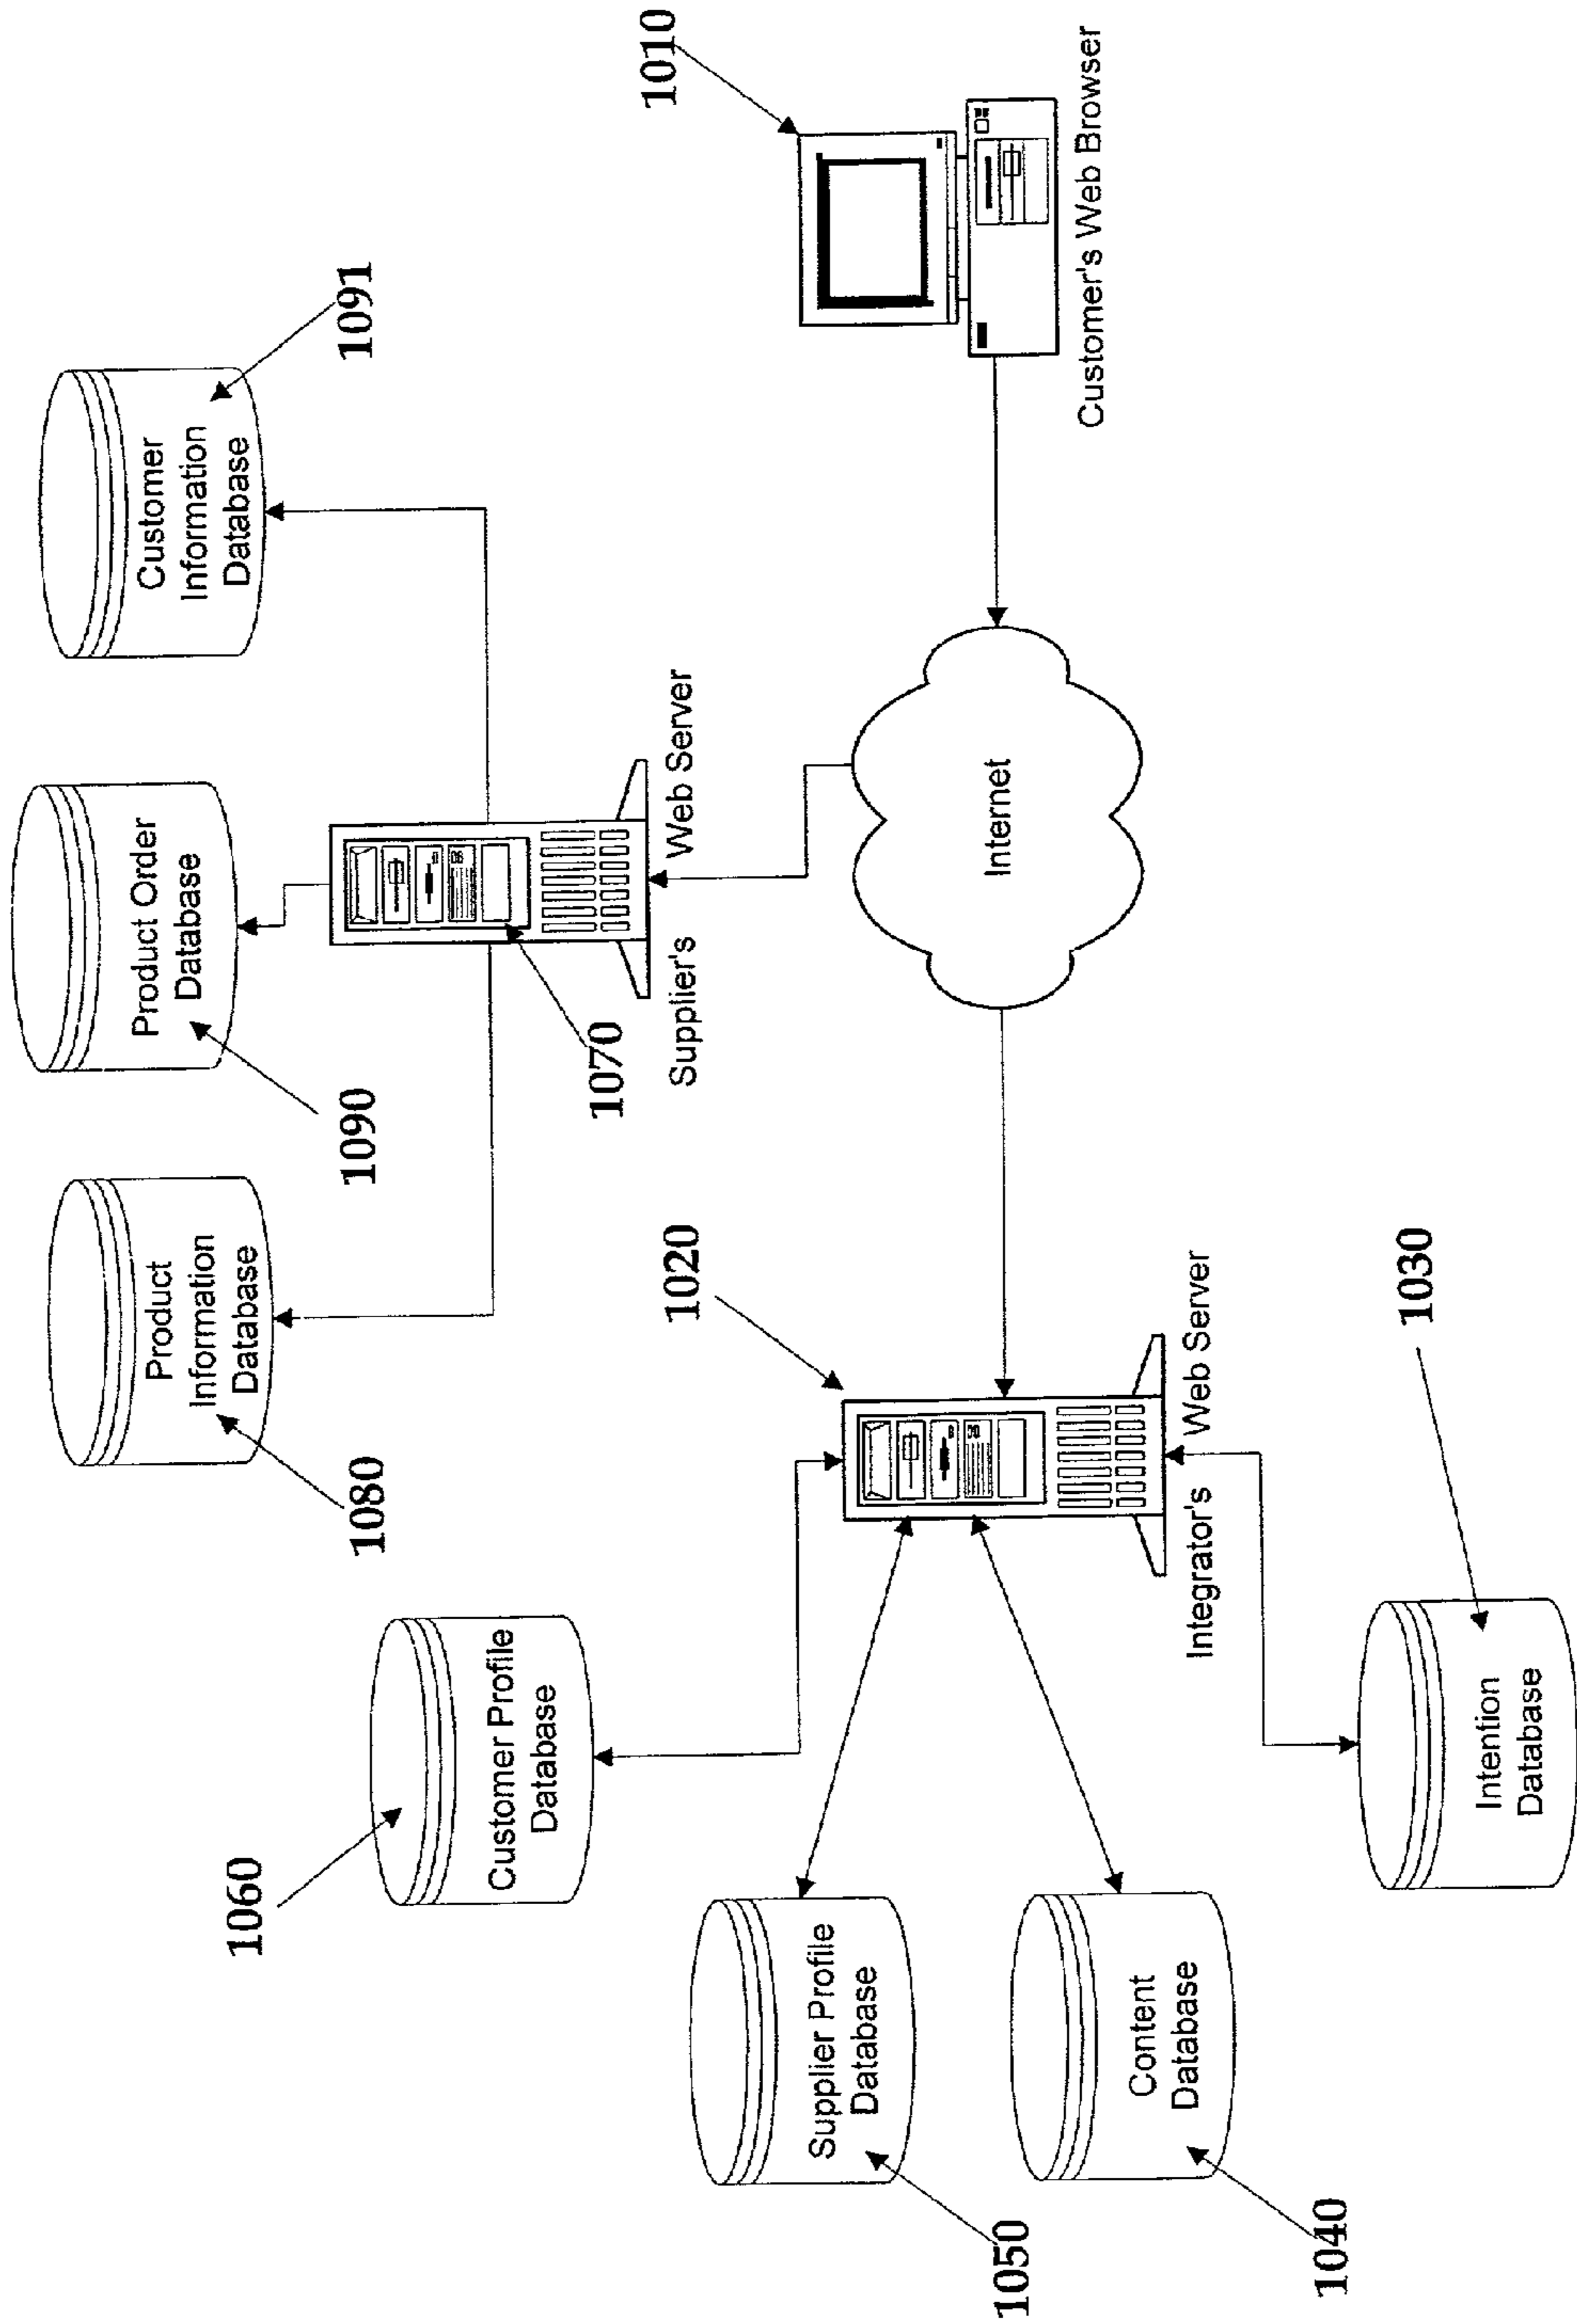 1060
Customer Profile
Database
1050
Supplier Profile
Database
1040
Content
Database
1030
Intention
Database
1020
Integrator's Web Server
1080
Product
Information
Database
1090
Product Order
Database
1091
Customer
Information
Database
1070
Supplier's Web Server
Internet
1010
Customer's Web Browser